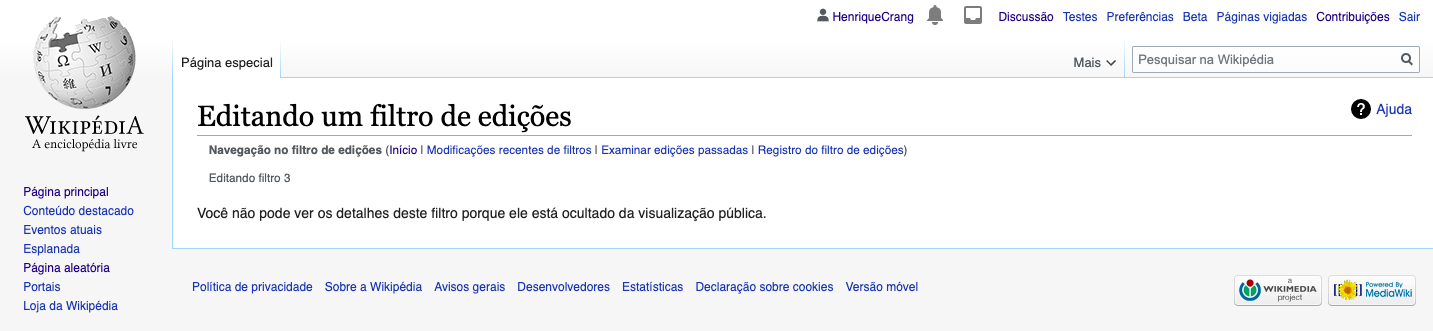 HenriqueCrang Discussão Testes Preferências Beta Páginas vigiadas Contribuições Sair
Página especial Mais Pesquisar na Wikipédia
WIKIPÉDIA
A enciclopédia livre
Página principal
Conteúdo destacado
Eventos atuais
Esplanada
Página aleatória
Portais
Loja da Wikipédia
Editando um filtro de edições
? Ajuda
Navegação no filtro de edições (Início | Modificações recentes de filtros | Examinar edições passadas | Registro do filtro de edições)
Editando filtro 3
Você não pode ver os detalhes deste filtro porque ele está ocultado da visualização pública.
Política de privacidade Sobre a Wikipédia Avisos gerais Desenvolvedores Estatísticas Declaração sobre cookies Versão móvel
a
WIKIMEDIA
project
Powered By
MediaWiki